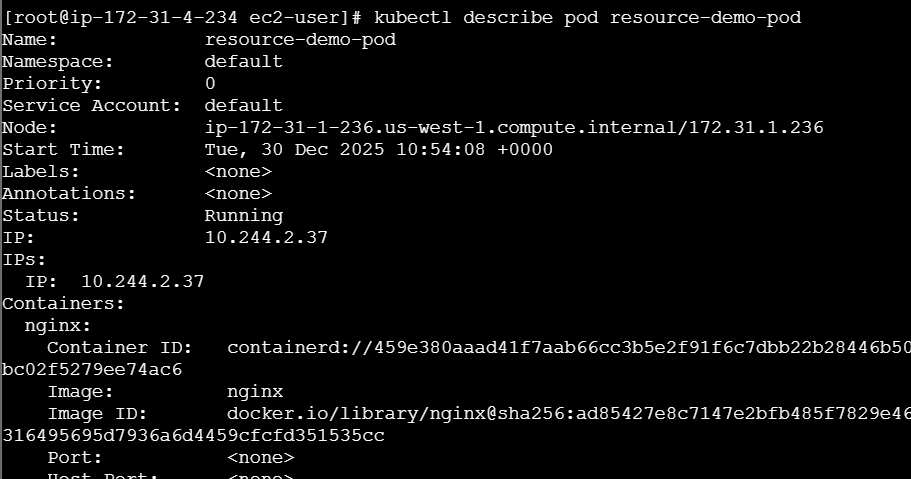 [root@ip-172-31-4-234 ec2-user]# kubectl describe pod resource-demo-pod
Name:             resource-demo-pod
Namespace:        default
Priority:         0
Service Account:  default
Node:             ip-172-31-1-236.us-west-1.compute.internal/172.31.1.236
Start Time:       Tue, 30 Dec 2025 10:54:08 +0000
Labels:           <none>
Annotations:      <none>
Status:           Running
IP:               10.244.2.37
IPs:
  IP:  10.244.2.37
Containers:
  nginx:
    Container ID:   containerd://459e380aaad41f7aab66cc3b5e2f91f6c7dbb22b28446b50
bc02f5279ee74ac6
    Image:          nginx
    Image ID:       docker.io/library/nginx@sha256:ad85427e8c7147e2bfb485f7829e46
316495695d7936a6d4459cfcfd351535cc
    Port:           <none>
    Host Port:      <none>